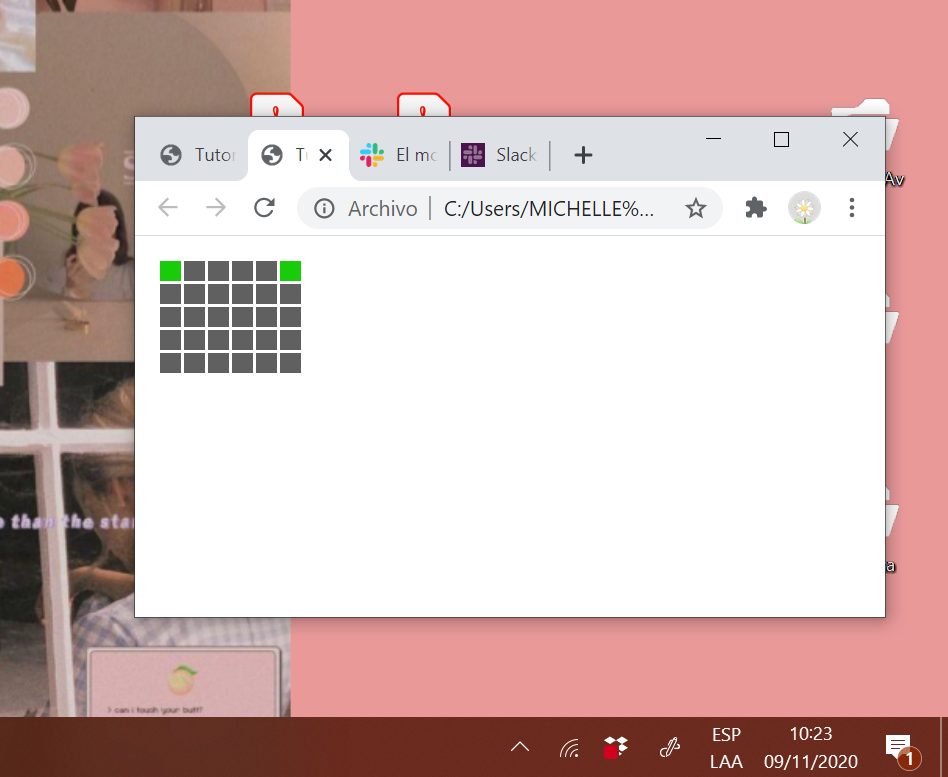 Tutor
Tu
El mo
Slack
Archivo
C:/Users/MICHELLE%...
Av
o than the star
a
> can i touch your butt?
ESP
LAA
10:23
09/11/2020
1